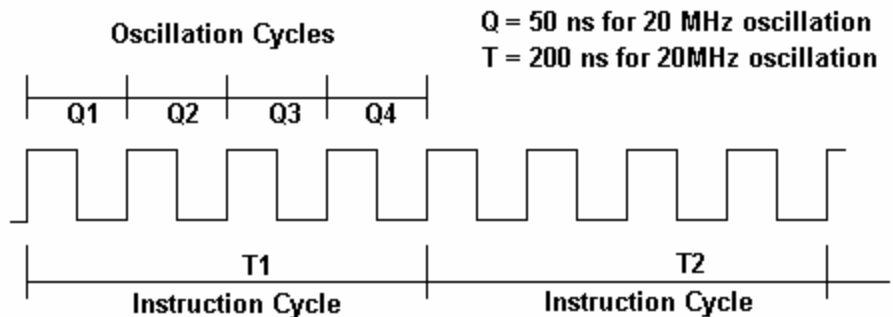 Oscillation Cycles
Q = 50 ns for 20 MHz oscillation
T = 200 ns for 20MHz oscillation
Q1 Q2 Q3 Q4
T1 T2
Instruction Cycle Instruction Cycle